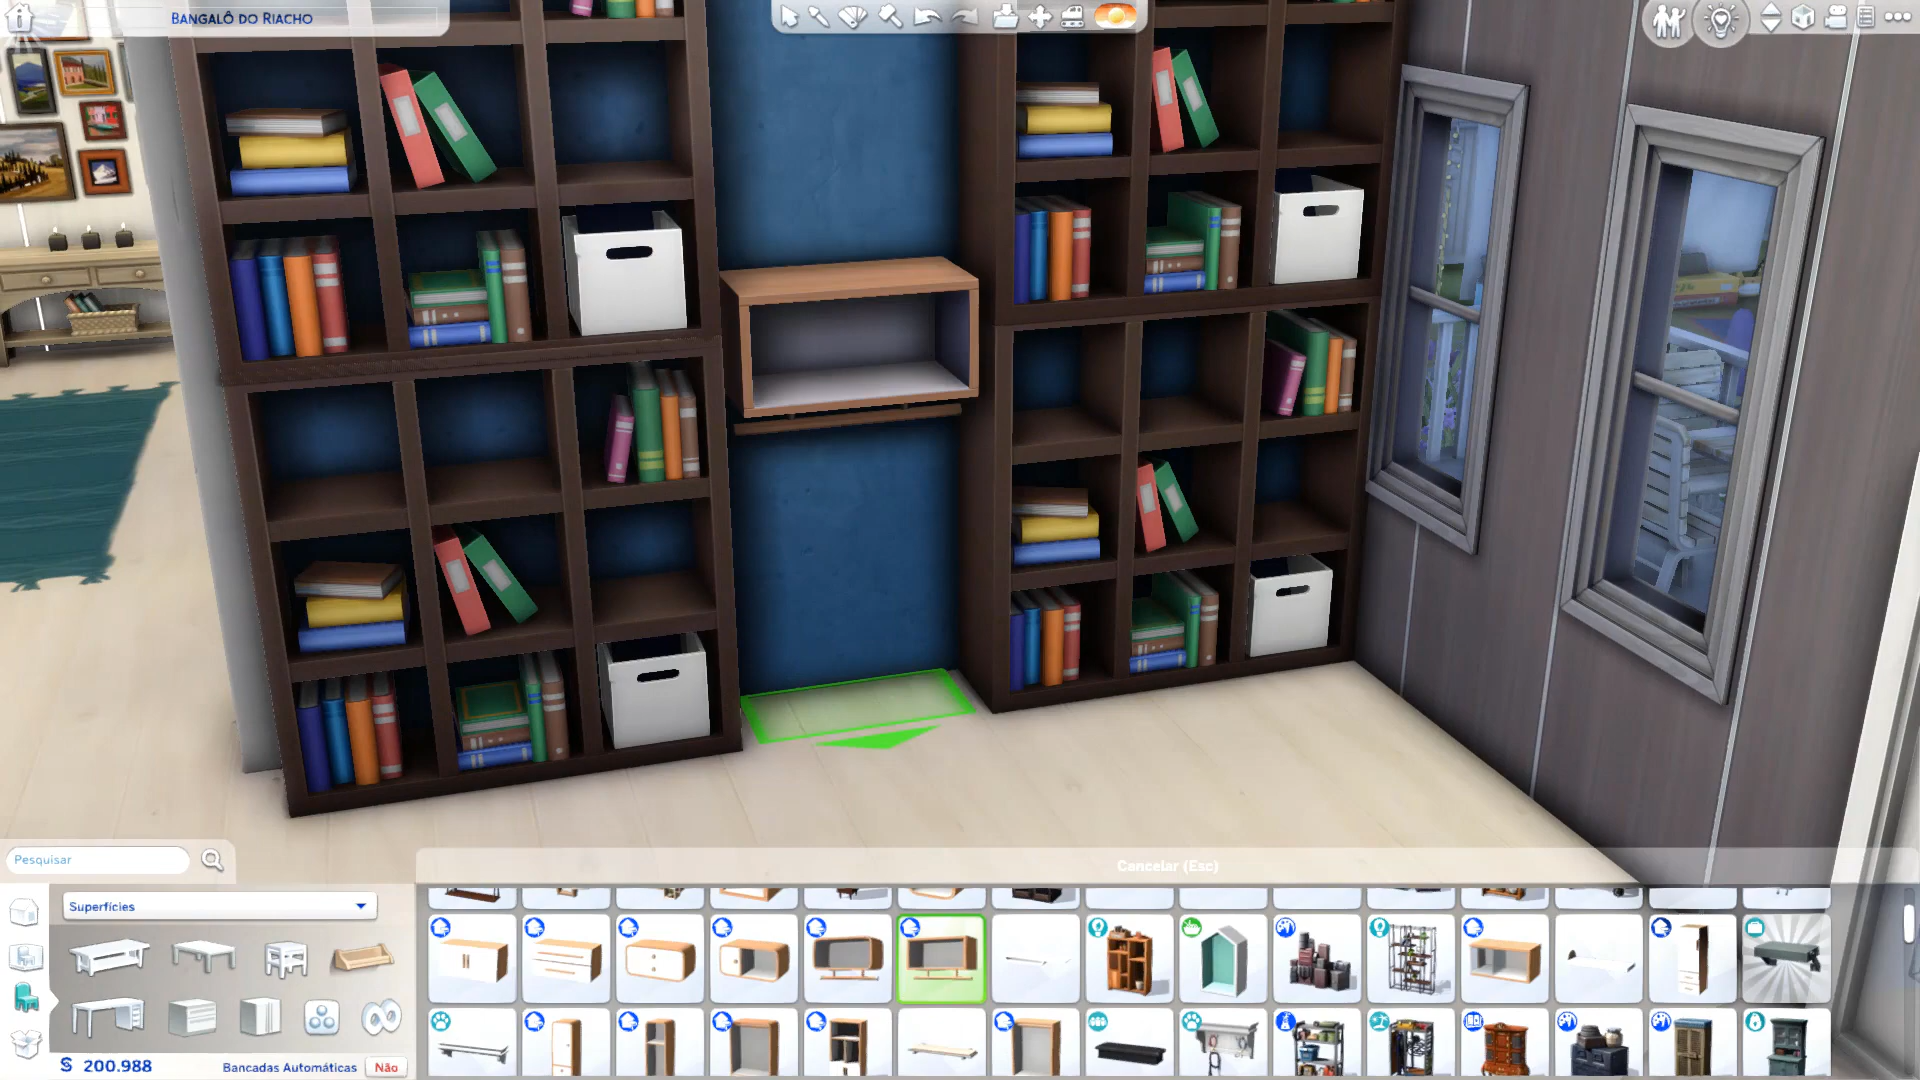 BANGALÔ DO RIACHO
Pesquisar
Cancelar (Esc)
Superfícies
§ 200.988
Bancadas Automáticas Não